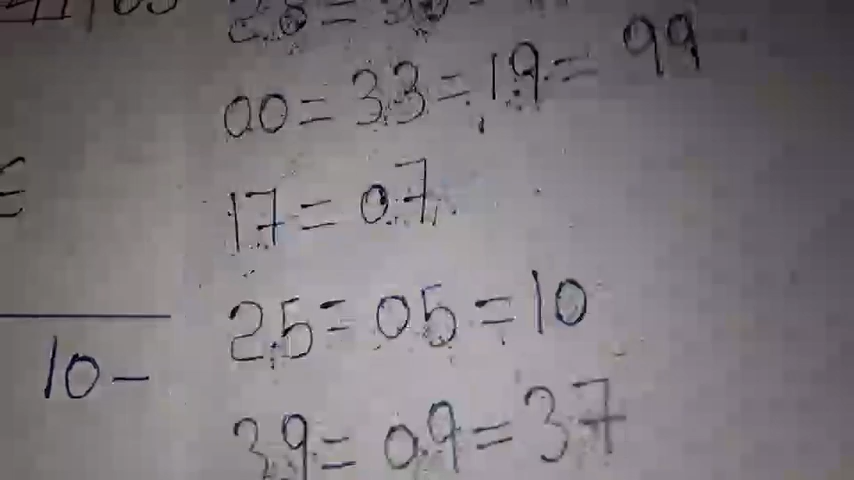 00 = 33 = 19 = 99
17 = 07
25 = 05 = 10
10 -
39 = 09 = 37